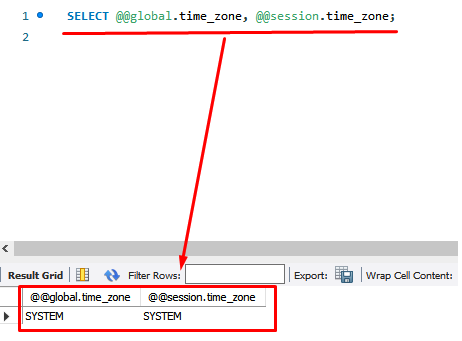 1 SELECT @@global.time_zone, @@session.time_zone;
2
Result Grid Filter Rows: Export: Wrap Cell Content:
@@global.time_zone @@session.time_zone
SYSTEM SYSTEM